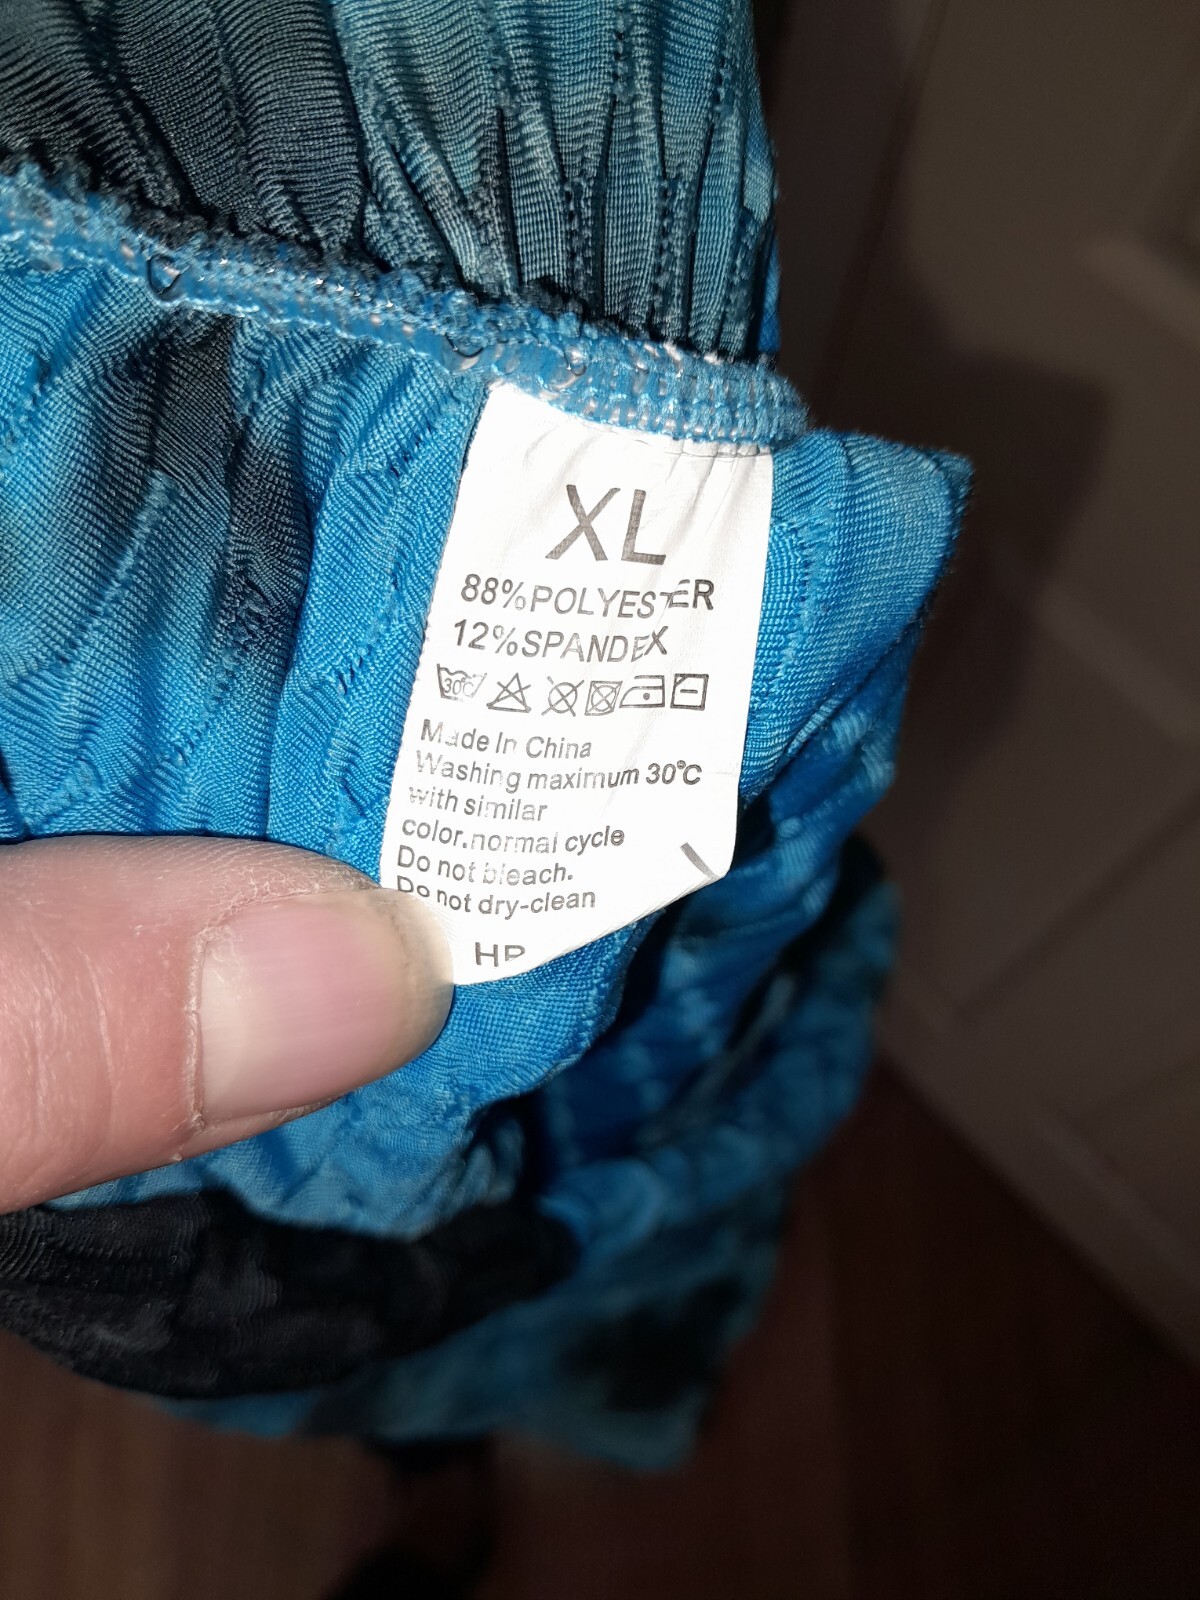 XL
88%POLYESTER
12%SPANDEX
30°C
Made In China
Washing maximum 30°C
with similar
color.normal cycle
Do not bleach.
Do not dry-clean